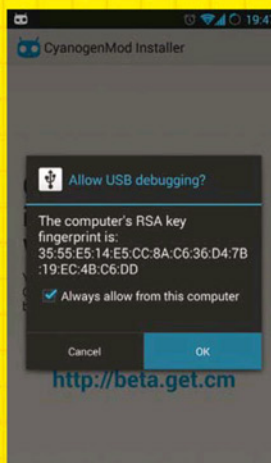 19:4
CyanogenMod Installer
Allow USB debugging?
The computer's RSA key
fingerprint is:
35:55:E5:14:E5:CC:8A:C6:36:D4:7B
:19:EC:4B:C6:DD
Always allow from this computer
Cancel
OK
http://beta.get.cm